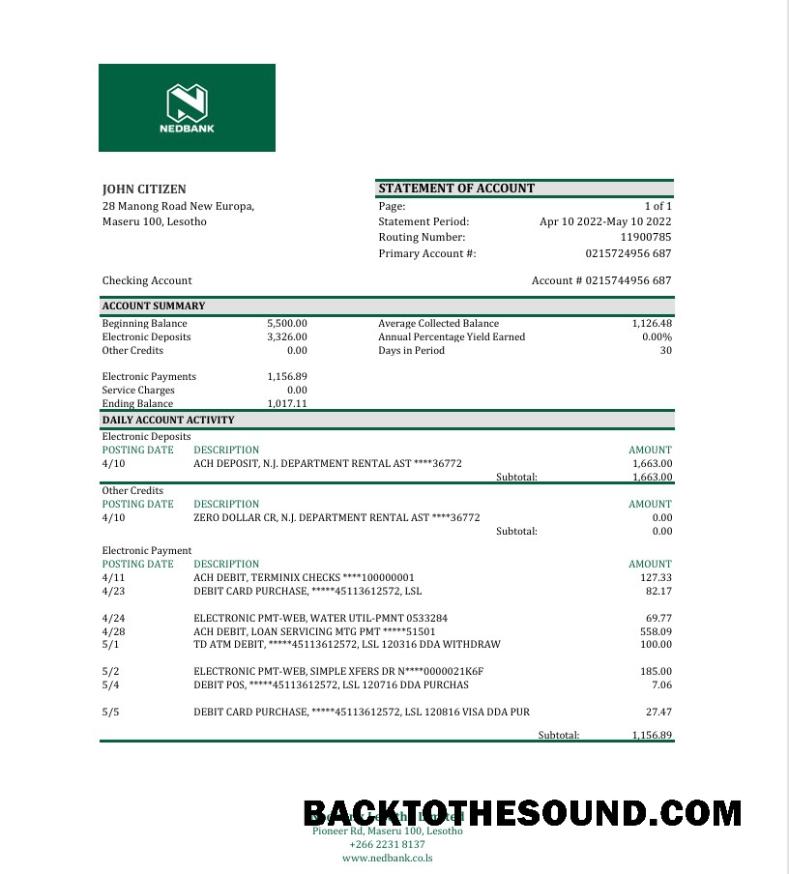 NEDBANK
JOHN CITIZEN
28 Manong Road New Europa,
Maseru 100, Lesotho
STATEMENT OF ACCOUNT
Page: 1 of 1
Statement Period: Apr 10 2022-May 10 2022
Routing Number: 11900785
Primary Account #: 0215724956 687
Checking Account Account # 0215744956 687
ACCOUNT SUMMARY
Beginning Balance 5,500.00 Average Collected Balance 1,126.48
Electronic Deposits 3,326.00 Annual Percentage Yield Earned 0.00%
Other Credits 0.00 Days in Period 30
Electronic Payments 1,156.89
Service Charges 0.00
Ending Balance 1,017.11
DAILY ACCOUNT ACTIVITY
Electronic Deposits
POSTING DATE DESCRIPTION AMOUNT
4/10 ACH DEPOSIT, N.J. DEPARTMENT RENTAL AST ****36772 1,663.00
Subtotal: 1,663.00
Other Credits
POSTING DATE DESCRIPTION AMOUNT
4/10 ZERO DOLLAR CR, N.J. DEPARTMENT RENTAL AST ****36772 0.00
Subtotal: 0.00
Electronic Payment
POSTING DATE DESCRIPTION AMOUNT
4/11 ACH DEBIT, TERMINIX CHECKS ****100000001 127.33
4/23 DEBIT CARD PURCHASE, *****45113612572, LSL 82.17
4/24 ELECTRONIC PMT-WEB, WATER UTIL-PMNT 0533284 69.77
4/28 ACH DEBIT, LOAN SERVICING MTG PMT *****51501 558.09
5/1 TD ATM DEBIT, *****45113612572, LSL 120316 DDA WITHDRAW 100.00
5/2 ELECTRONIC PMT-WEB, SIMPLE XFERS DR N****0000021K6F 185.00
5/4 DEBIT POS, *****45113612572, LSL 120716 DDA PURCHAS 7.06
5/5 DEBIT CARD PURCHASE, *****45113612572, LSL 120816 VISA DDA PUR 27.47
Subtotal: 1,156.89
BACKTOTHESOUND.COM
Pioneer Rd, Maseru 100, Lesotho
+266 2231 8137
www.nedbank.co.ls